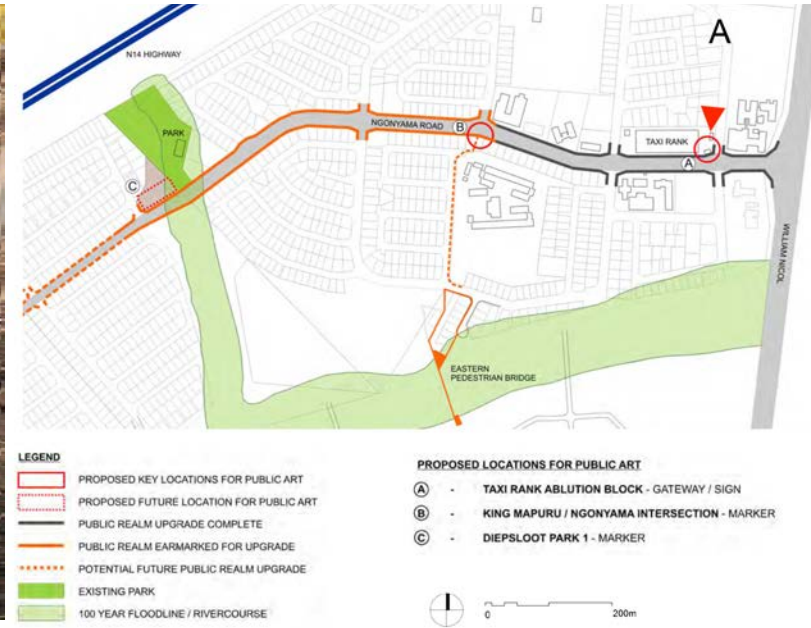 A
N14 HIGHWAY
PARK
NGONYAMA ROAD
B
TAXI RANK
A
C
WILLIAM NICOL
EASTERN
PEDESTRIAN BRIDGE
LEGEND
PROPOSED KEY LOCATIONS FOR PUBLIC ART
PROPOSED FUTURE LOCATION FOR PUBLIC ART
PUBLIC REALM UPGRADE COMPLETE
PUBLIC REALM EARMARKED FOR UPGRADE
POTENTIAL FUTURE PUBLIC REALM UPGRADE
EXISTING PARK
100 YEAR FLOODLINE / RIVERCOURSE
PROPOSED LOCATIONS FOR PUBLIC ART
A - TAXI RANK ABLUTION BLOCK - GATEWAY / SIGN
B - KING MAPURU / NGONYAMA INTERSECTION - MARKER
C - DIEPSLOOT PARK 1 - MARKER
0 200m